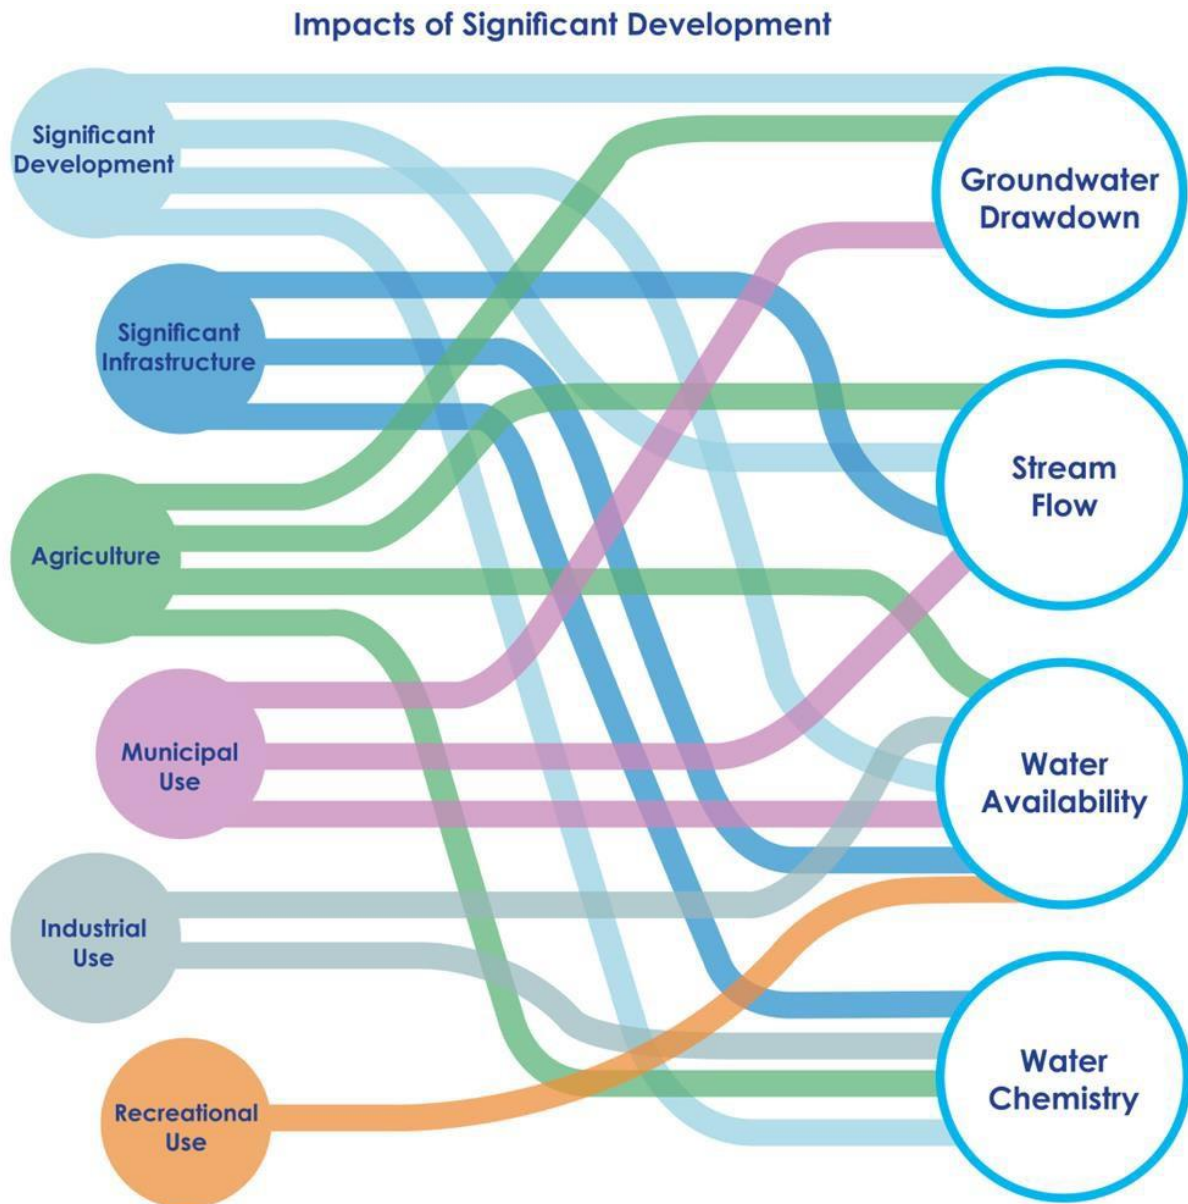 Impacts of Significant Development
Significant
Development
Significant
Infrastructure
Agriculture
Municipal
Use
Industrial
Use
Recreational
Use
Groundwater
Drawdown
Stream
Flow
Water
Availability
Water
Chemistry